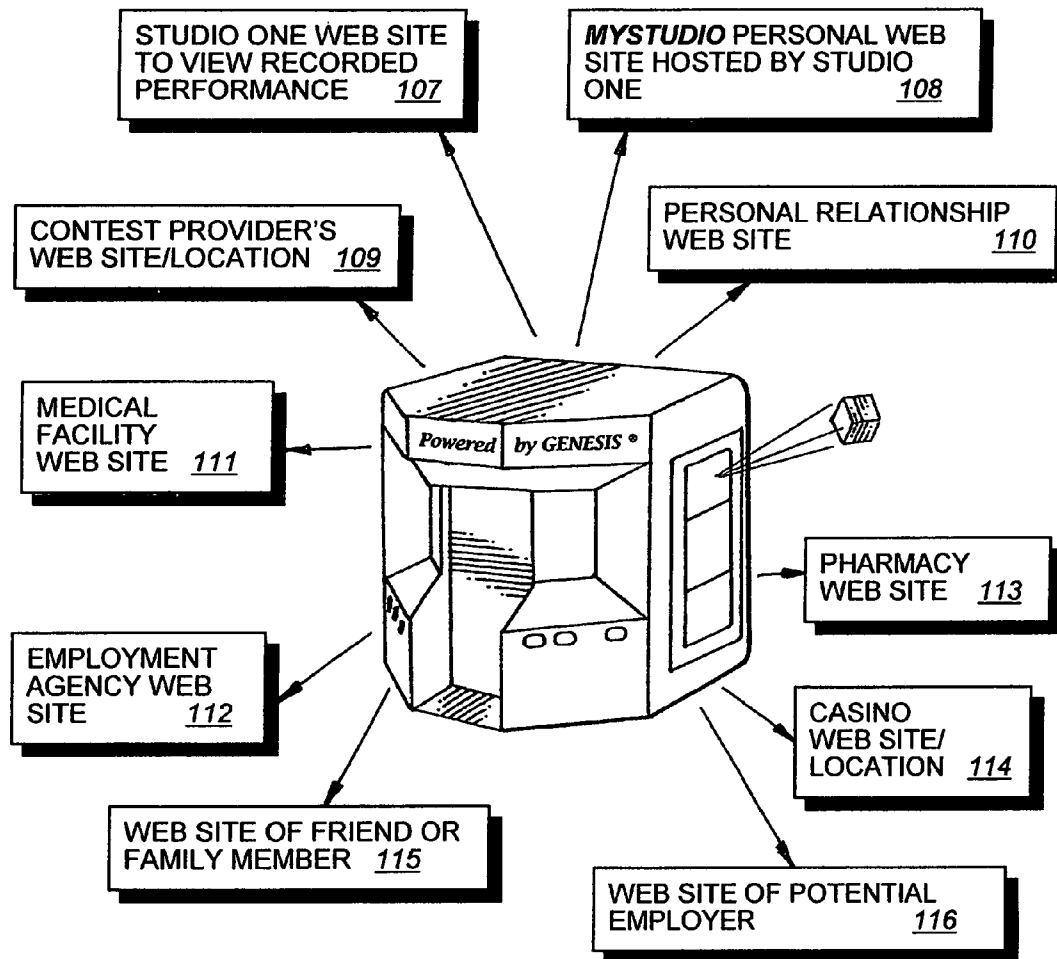 STUDIO ONE WEB SITE
TO VIEW RECORDED
PERFORMANCE 107
MYSTUDIO PERSONAL WEB
SITE HOSTED BY STUDIO
ONE 108
CONTEST PROVIDER'S
WEB SITE/LOCATION 109
PERSONAL RELATIONSHIP
WEB SITE 110
MEDICAL
FACILITY
WEB SITE 111
Powered by GENESIS ®
PHARMACY
WEB SITE 113
EMPLOYMENT
AGENCY WEB
SITE 112
CASINO
WEB SITE/
LOCATION 114
WEB SITE OF FRIEND OR
FAMILY MEMBER 115
WEB SITE OF POTENTIAL
EMPLOYER 116